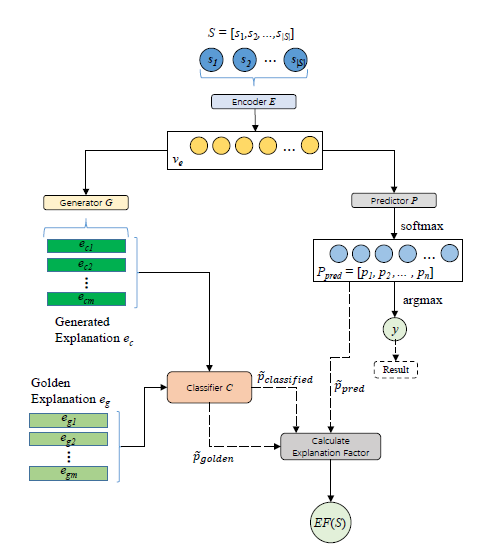 S = [s1,s2, ...,s|S|]
s1 s2 ... s|S|
Encoder E
ve ...
Generator G
Predictor P
softmax
ec1
ec2
⋮
ecm
...
Ppred = [p1, p2, ... , pn]
argmax
y
Result
Generated
Explanation ec
Golden
Explanation eg
eg1
eg2
⋮
egm
Classifier C
p̃classified
p̃pred
p̃golden
Calculate
Explanation Factor
EF(S)